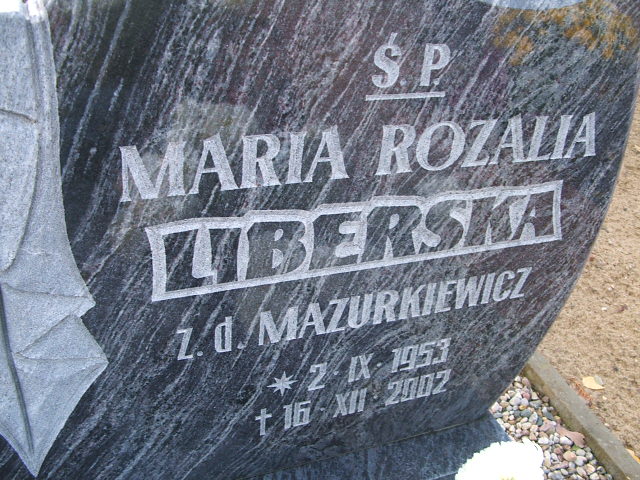 Ś.P.
MARIA ROZALIA
LIBERSKA
z.d. MAZURKIEWICZ
* 2·IX·1953
† 16·XII·2002